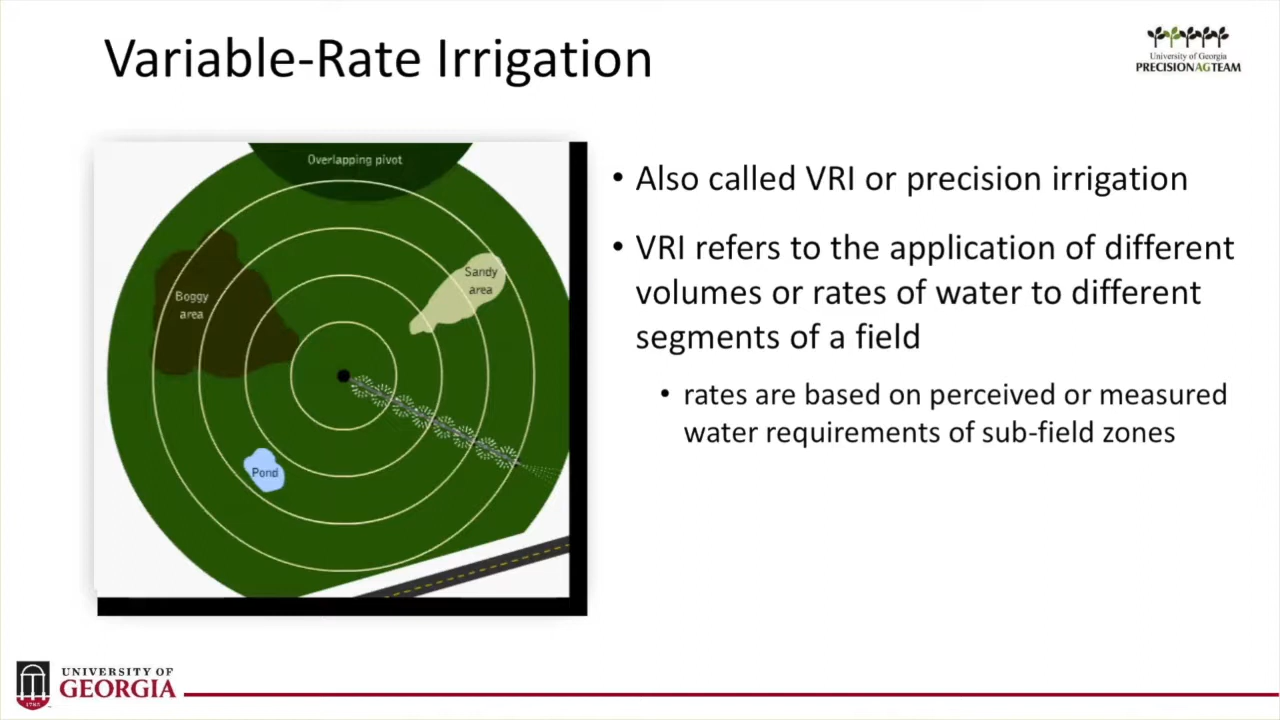 Variable-Rate Irrigation
University of Georgia
PRECISIONAGTEAM
Overlapping pivot
Boggy
area
Sandy
area
Pond
• Also called VRI or precision irrigation
• VRI refers to the application of different
volumes or rates of water to different
segments of a field
• rates are based on perceived or measured
water requirements of sub-field zones
UNIVERSITY OF
GEORGIA
1785